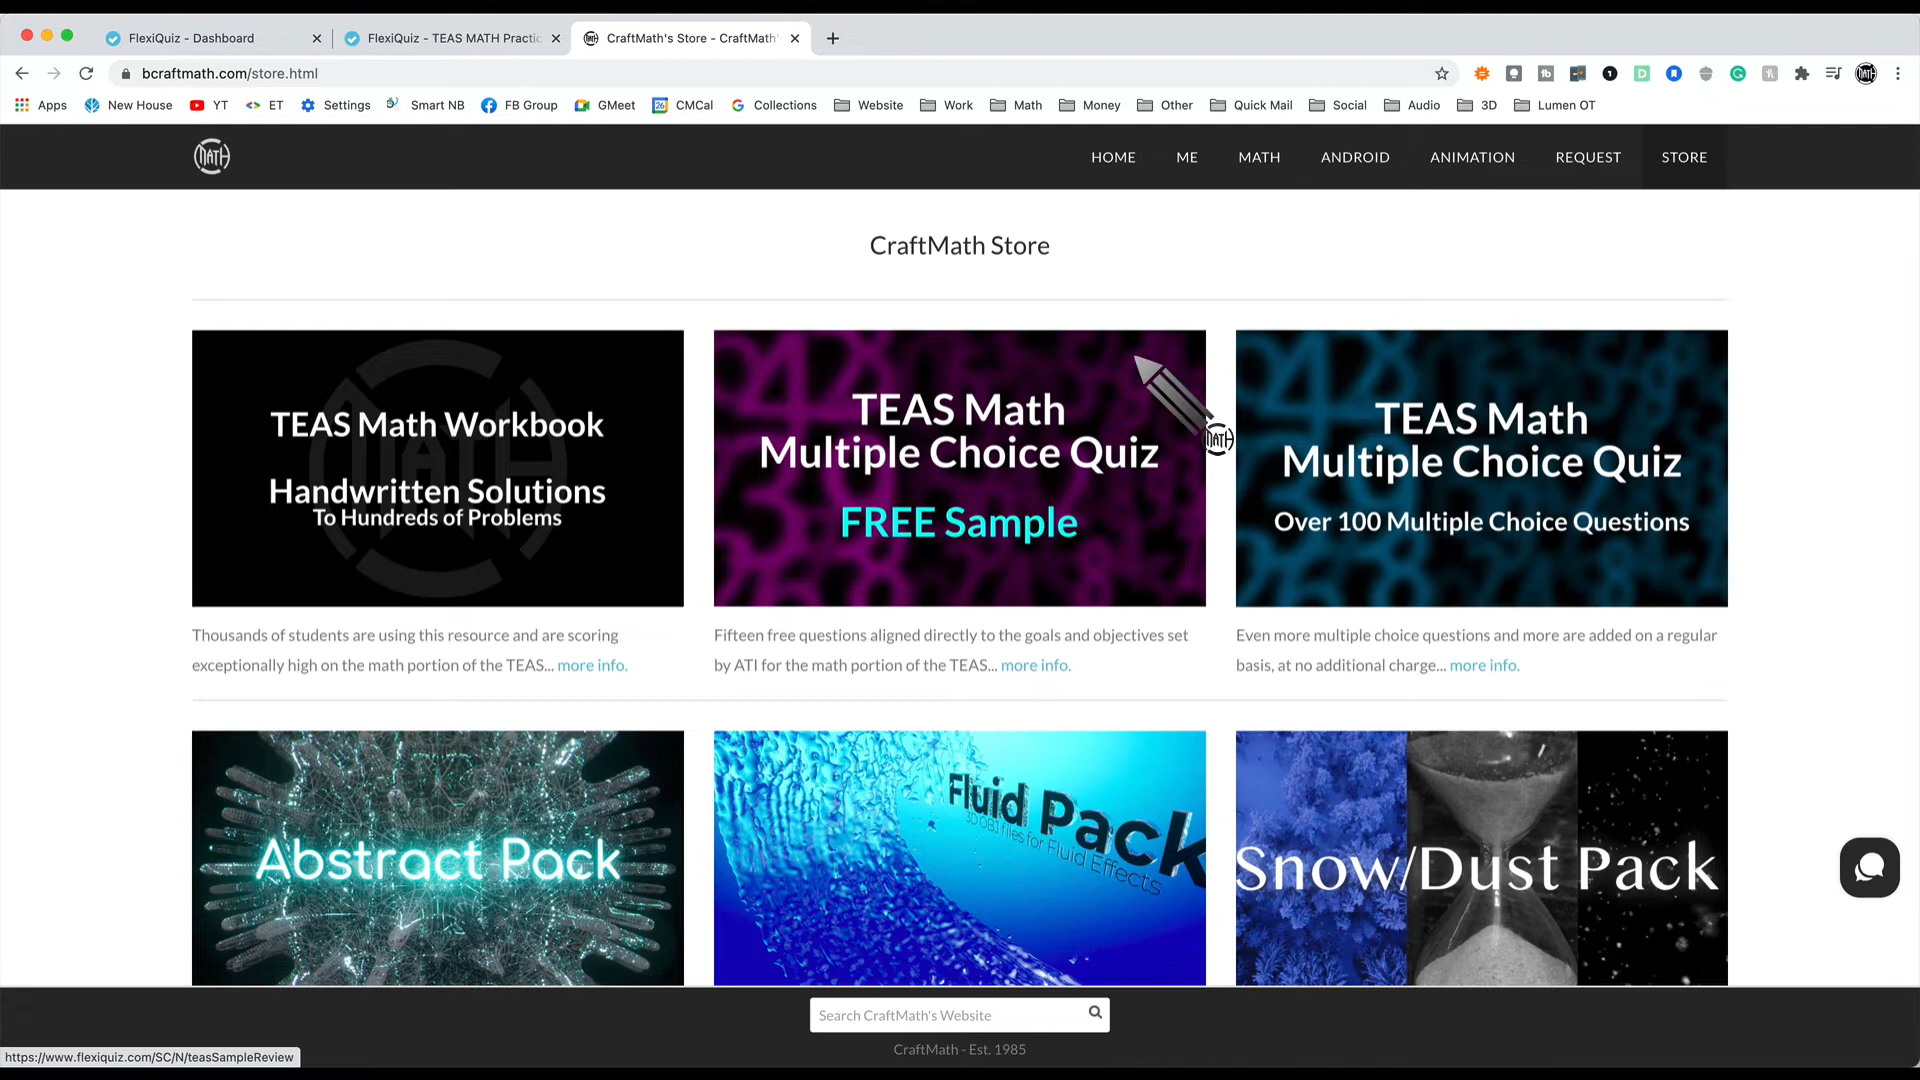 FlexiQuiz - Dashboard
FlexiQuiz - TEAS MATH Practic
CraftMath's Store - CraftMath'
bcraftmath.com/store.html
Apps
New House
YT
ET
Settings
Smart NB
FB Group
GMeet
CMCal
Collections
Website
Work
Math
Money
Other
Quick Mail
Social
Audio
3D
Lumen OT
MATH
HOME
ME
MATH
ANDROID
ANIMATION
REQUEST
STORE
CraftMath Store
TEAS Math Workbook
Handwritten Solutions
To Hundreds of Problems
TEAS Math
Multiple Choice Quiz
FREE Sample
MATH
TEAS Math
Multiple Choice Quiz
Over 100 Multiple Choice Questions
Thousands of students are using this resource and are scoring
exceptionally high on the math portion of the TEAS... more info.
Fifteen free questions aligned directly to the goals and objectives set
by ATI for the math portion of the TEAS... more info.
Even more multiple choice questions and more are added on a regular
basis, at no additional charge... more info.
Abstract Pack
Fluid Pack
3D OBJ files for Fluid Effects
Snow/Dust Pack
Search CraftMath's Website
CraftMath - Est. 1985
https://www.flexiquiz.com/SC/N/teasSampleReview